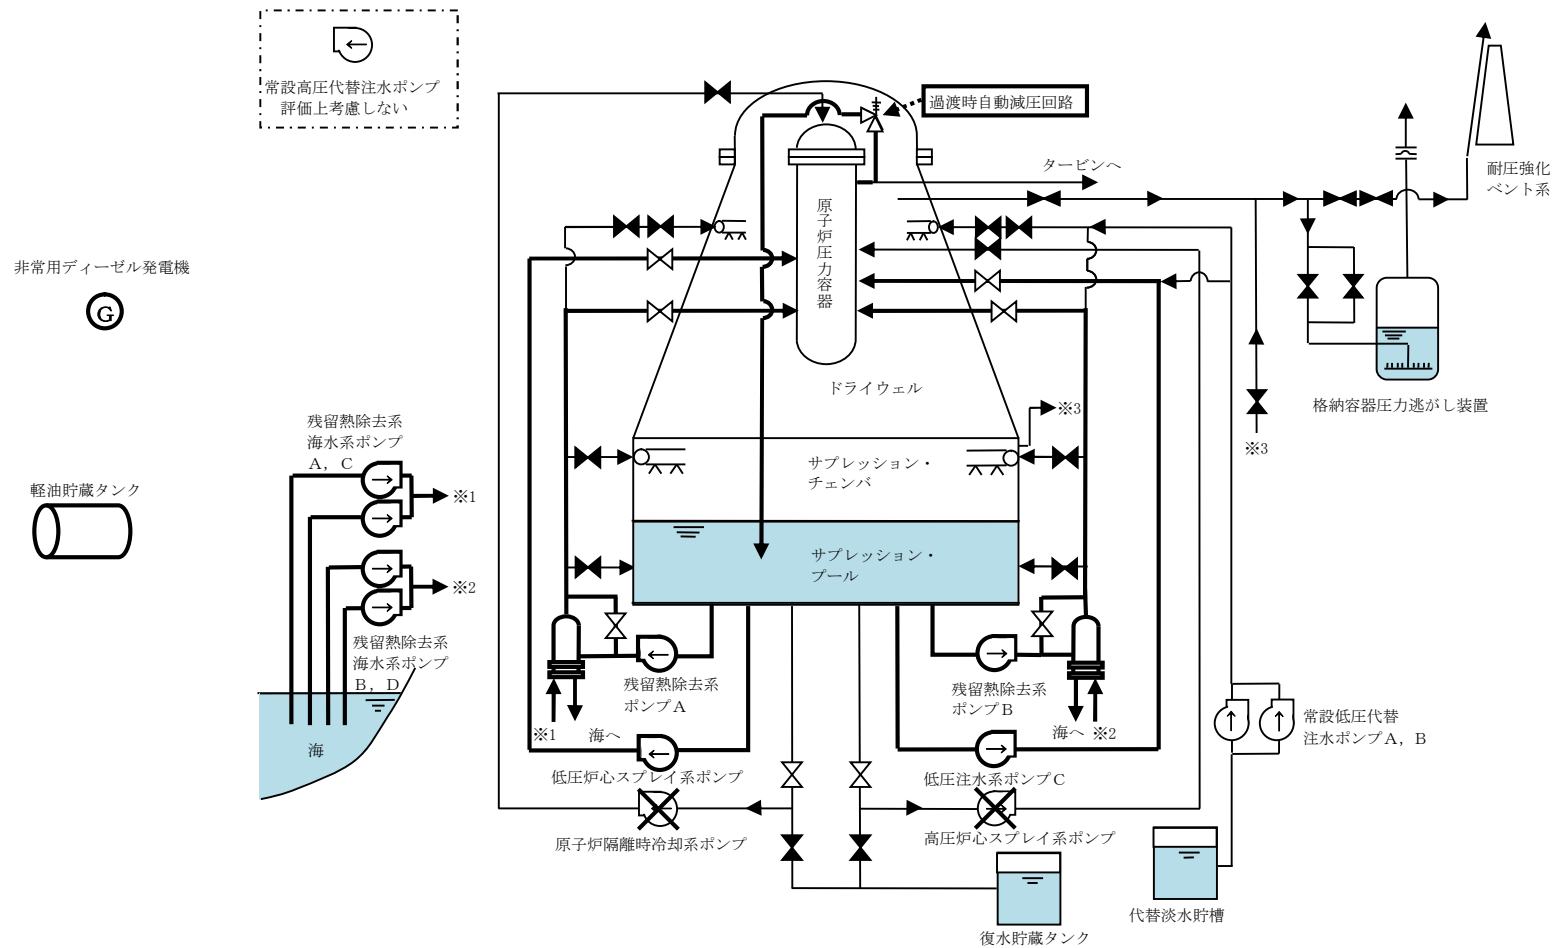 常設高圧代替注水ポンプ
評価上考慮しない
過渡時自動減圧回路
タービンへ
耐圧強化
ベント系
原子炉圧力容器
非常用ディーゼル発電機
G
ドライウェル
※3
格納容器圧力逃がし装置
※3
残留熱除去系
海水系ポンプ
A，C
※1
サプレッション・
チェンバ
軽油貯蔵タンク
サプレッション・
プール
※2
残留熱除去系
海水系ポンプ
B，D
海
残留熱除去系
ポンプA
※1
海へ
残留熱除去系
ポンプB
海へ
※2
常設低圧代替
注水ポンプA，B
低圧炉心スプレイ系ポンプ
低圧注水系ポンプC
原子炉隔離時冷却系ポンプ
高圧炉心スプレイ系ポンプ
代替淡水貯槽
復水貯蔵タンク